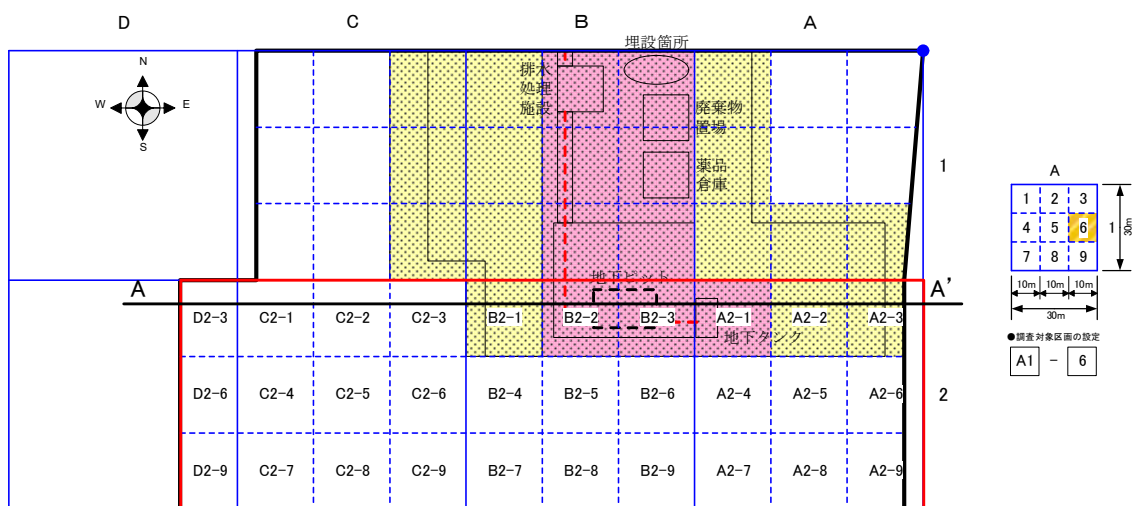 D C B A
N
W E
S
埋設箇所
排水
処理
施設
廃棄物
置場
薬品
倉庫
1
地下ピット
A A'
D2-3 C2-1 C2-2 C2-3 B2-1 B2-2 B2-3 A2-1 A2-2 A2-3
地下タンク
D2-6 C2-4 C2-5 C2-6 B2-4 B2-5 B2-6 A2-4 A2-5 A2-6
2
D2-9 C2-7 C2-8 C2-9 B2-7 B2-8 B2-9 A2-7 A2-8 A2-9
A
1 2 3
4 5 6
7 8 9
1
30m
10m 10m 10m
30m
●調査対象区画の設定
A1 - 6